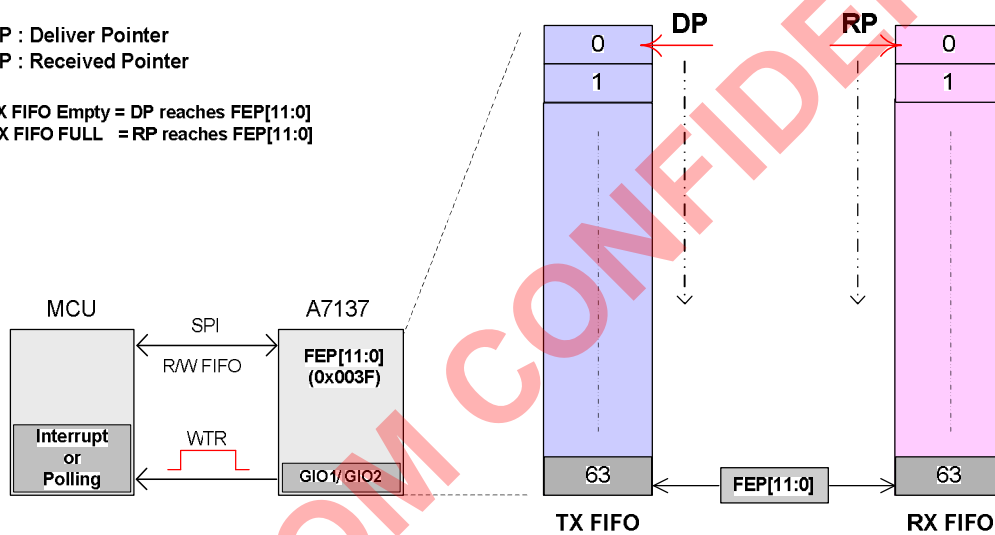 P : Deliver Pointer
P : Received Pointer
X FIFO Empty = DP reaches FEP[11:0]
X FIFO FULL = RP reaches FEP[11:0]
DP
RP
0
0
1
1
MCU
A7137
SPI
R/W FIFO
FEP[11:0]
(0x003F)
WTR
Interrupt
or
Polling
GIO1/ GIO2
63
FEP[11:0]
63
TX FIFO
RX FIFO
OM CONFIDE